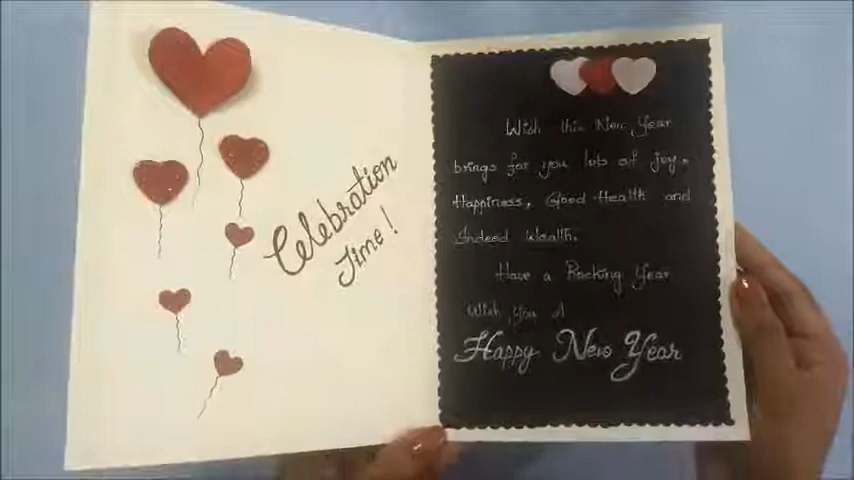 Celebration
Time!
Wish this New Year
brings for you lots of joy.
Happiness, Good Health and
Indeed Wealth.
Have a Rocking Year
Wish you a
Happy New Year